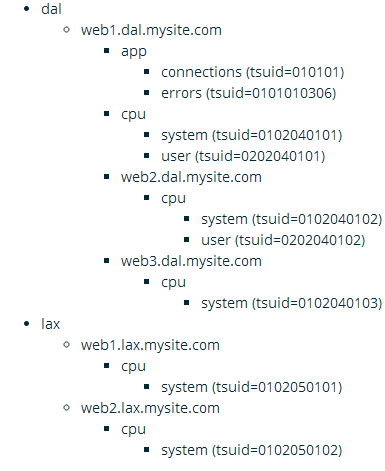 dal
web1.dal.mysite.com
app
connections (tsuid=010101)
errors (tsuid=0101010306)
cpu
system (tsuid=0102040101)
user (tsuid=0202040101)
web2.dal.mysite.com
cpu
system (tsuid=0102040102)
user (tsuid=0202040102)
web3.dal.mysite.com
cpu
system (tsuid=0102040103)
lax
web1.lax.mysite.com
cpu
system (tsuid=0102050101)
web2.lax.mysite.com
cpu
system (tsuid=0102050102)